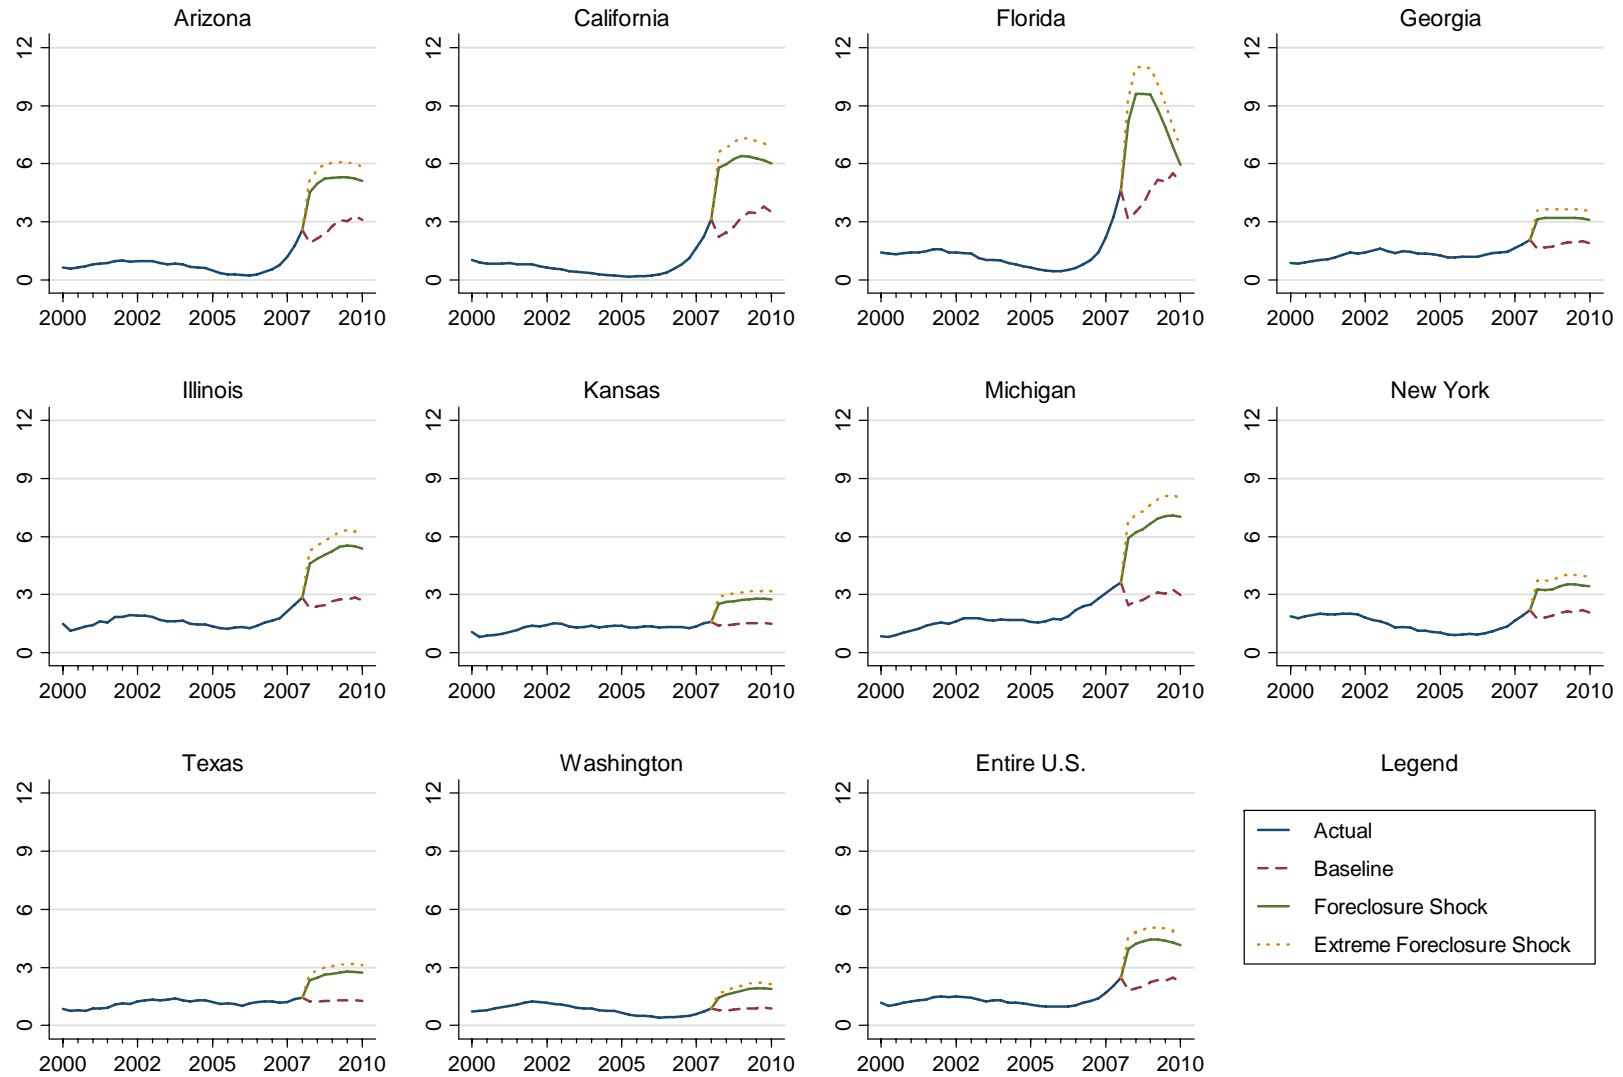 Arizona California Florida Georgia
12 12 12 12
9 9 9 9
6 6 6 6
3 3 3 3
0 0 0 0
2000 2002 2005 2007 2010 2000 2002 2005 2007 2010 2000 2002 2005 2007 2010 2000 2002 2005 2007 2010
Illinois Kansas Michigan New York
12 12 12 12
9 9 9 9
6 6 6 6
3 3 3 3
0 0 0 0
2000 2002 2005 2007 2010 2000 2002 2005 2007 2010 2000 2002 2005 2007 2010 2000 2002 2005 2007 2010
Texas Washington Entire U.S. Legend
12 12 12
9 9 9
6 6 6
3 3 3
0 0 0
2000 2002 2005 2007 2010 2000 2002 2005 2007 2010 2000 2002 2005 2007 2010
Actual
Baseline
Foreclosure Shock
Extreme Foreclosure Shock